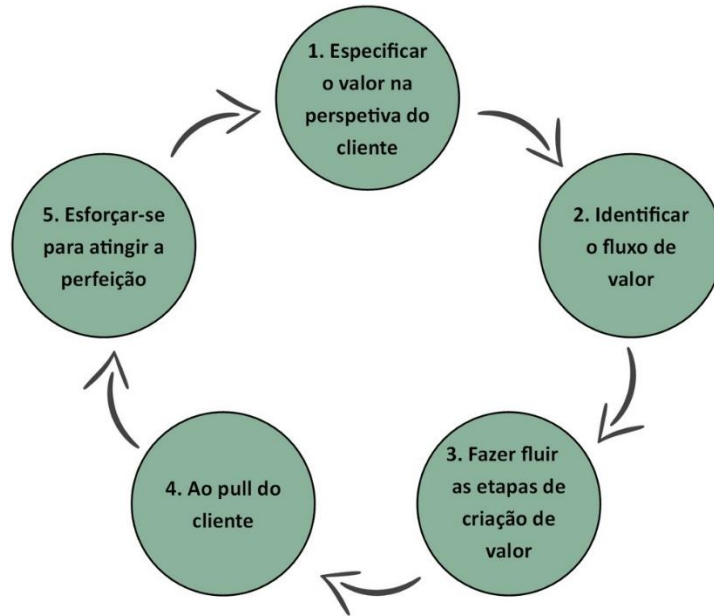 1. Especificar
o valor na
perspetiva do
cliente
2. Identificar
o fluxo de
valor
3. Fazer fluir
as etapas de
criação de
valor
4. Ao pull do
cliente
5. Esforçar-se
para atingir a
perfeição